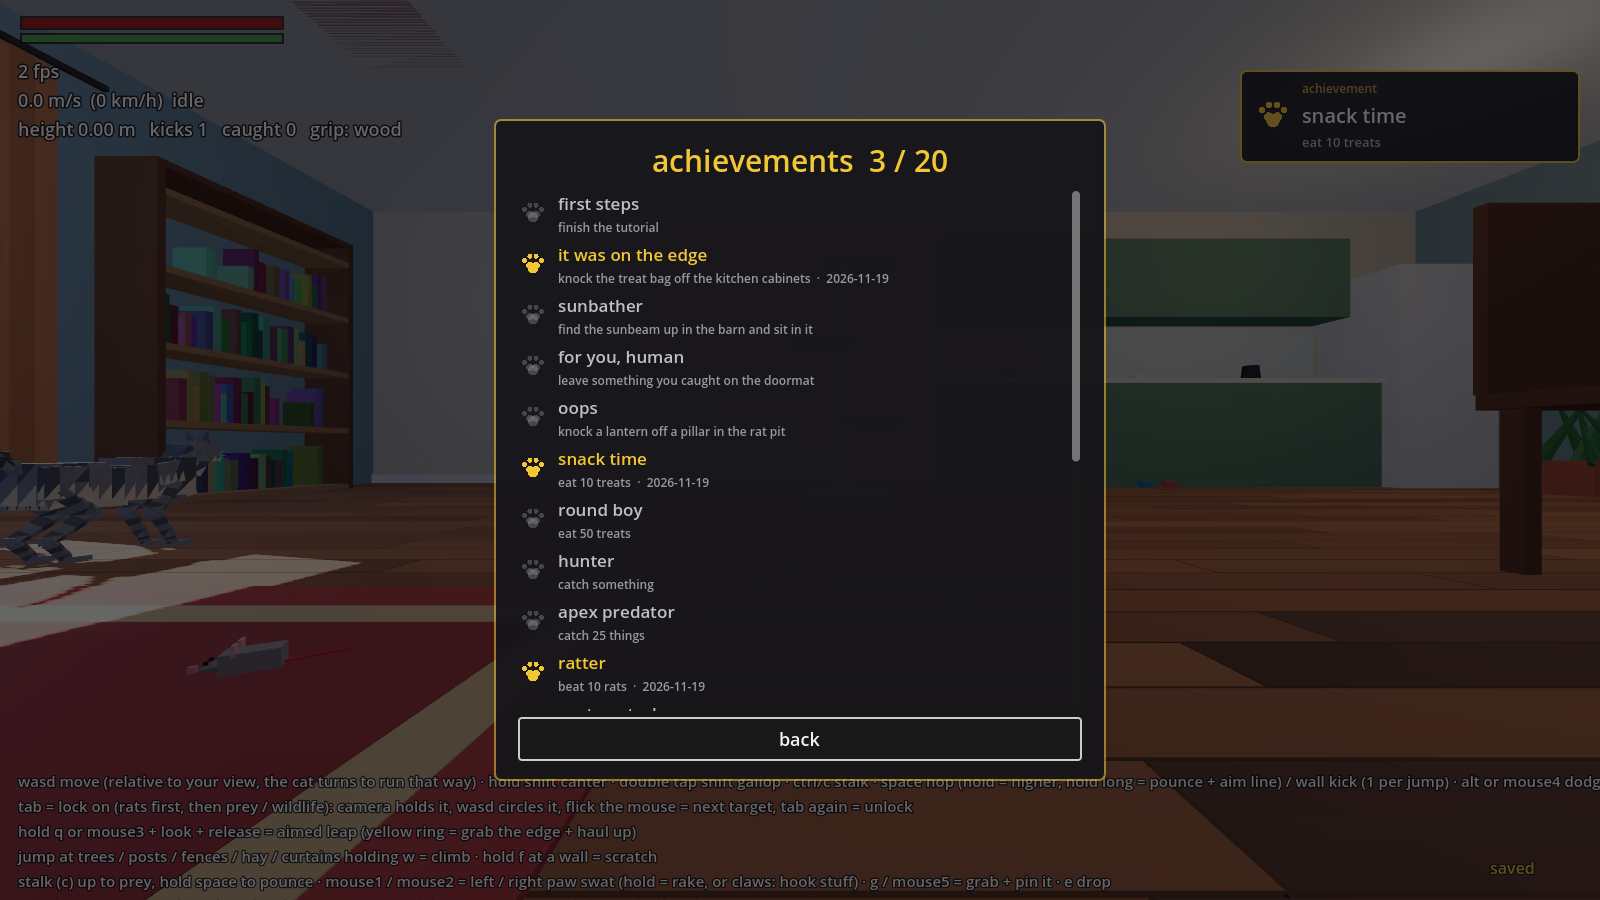 2 fps
0.0 m/s (0 km/h) idle
height 0.00 m kicks 1 caught 0 grip: wood
achievement
snack time
eat 10 treats
achievements 3 / 20
first steps
finish the tutorial
it was on the edge
knock the treat bag off the kitchen cabinets · 2026-11-19
sunbather
find the sunbeam up in the barn and sit in it
for you, human
leave something you caught on the doormat
oops
knock a lantern off a pillar in the rat pit
snack time
eat 10 treats · 2026-11-19
round boy
eat 50 treats
hunter
catch something
apex predator
catch 25 things
ratter
beat 10 rats · 2026-11-19
back
wasd move (relative to your view, the cat turns to run that way) · hold shift canter · double tap shift gallop · ctrl/c stalk · space hop (hold = higher, hold long = pounce + aim line) / wall kick (1 per jump) · alt or mouse4 dodg
tab = lock on (rats first, then prey / wildlife): camera holds it, wasd circles it, flick the mouse = next target, tab again = unlock
hold q or mouse3 + look + release = aimed leap (yellow ring = grab the edge + haul up)
jump at trees / posts / fences / hay / curtains holding w = climb · hold f at a wall = scratch
stalk (c) up to prey, hold space to pounce · mouse1 / mouse2 = left / right paw swat (hold = rake, or claws: hook stuff) · g / mouse5 = grab + pin it · e drop
saved